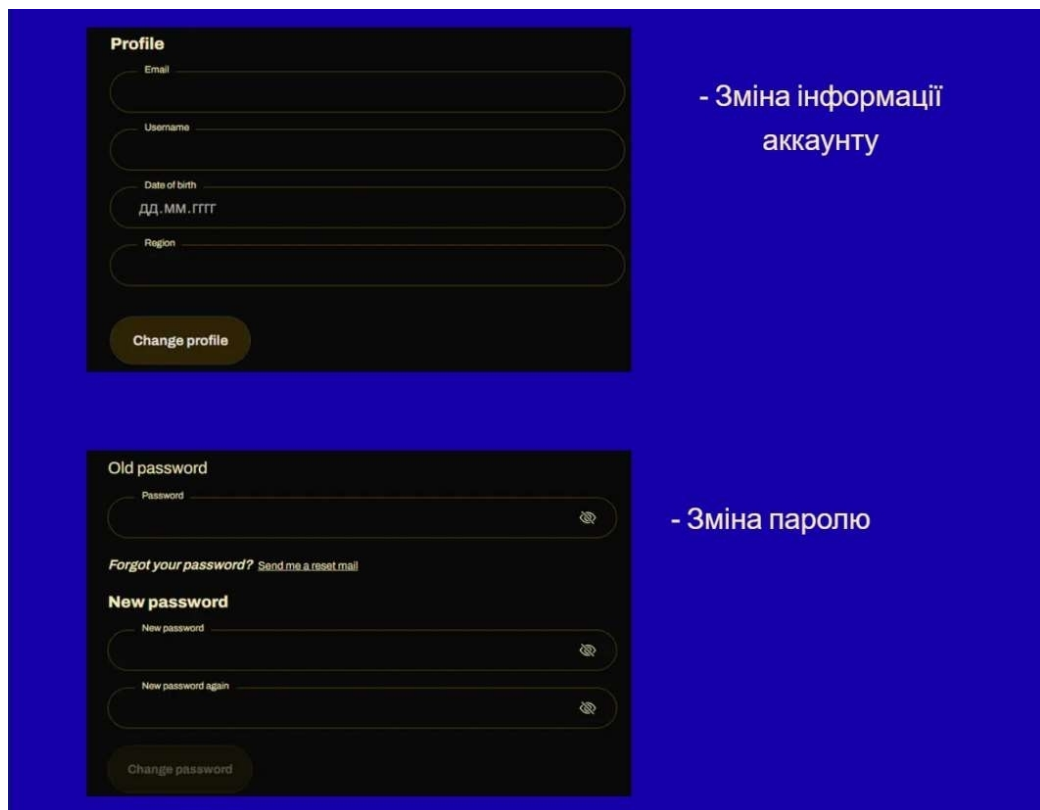 Profile
Email
Username
Date of birth
ДД.ММ.ГГГГ
Region
Change profile
- Зміна інформації
аккаунту
Old password
Password
Forgot your password? Send me a reset mail
New password
New password
New password again
Change password
- Зміна паролю